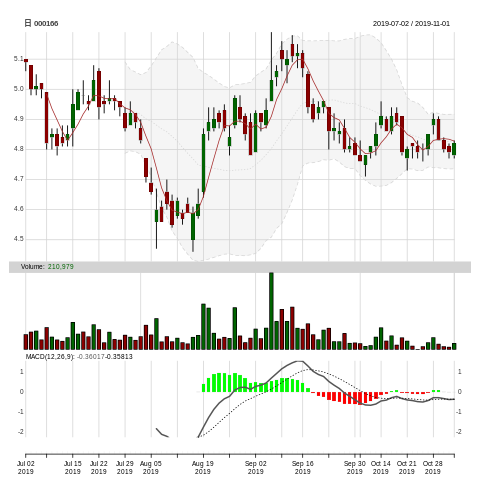 日 000166
2019-07-02 / 2019-11-01
5.1
5.0
4.9
4.8
4.7
4.6
4.5
Volume: 210,979
MACD(12,26,9): -0.36017-0.35813
1 1
0 0
-1 -1
-2 -2
Jul 02 Jul 15 Jul 22 Jul 29 Aug 05 Aug 19 Sep 02 Sep 16 Sep 30 Oct 14 Oct 21 Oct 28
2019 2019 2019 2019 2019 2019 2019 2019 2019 2019 2019 2019